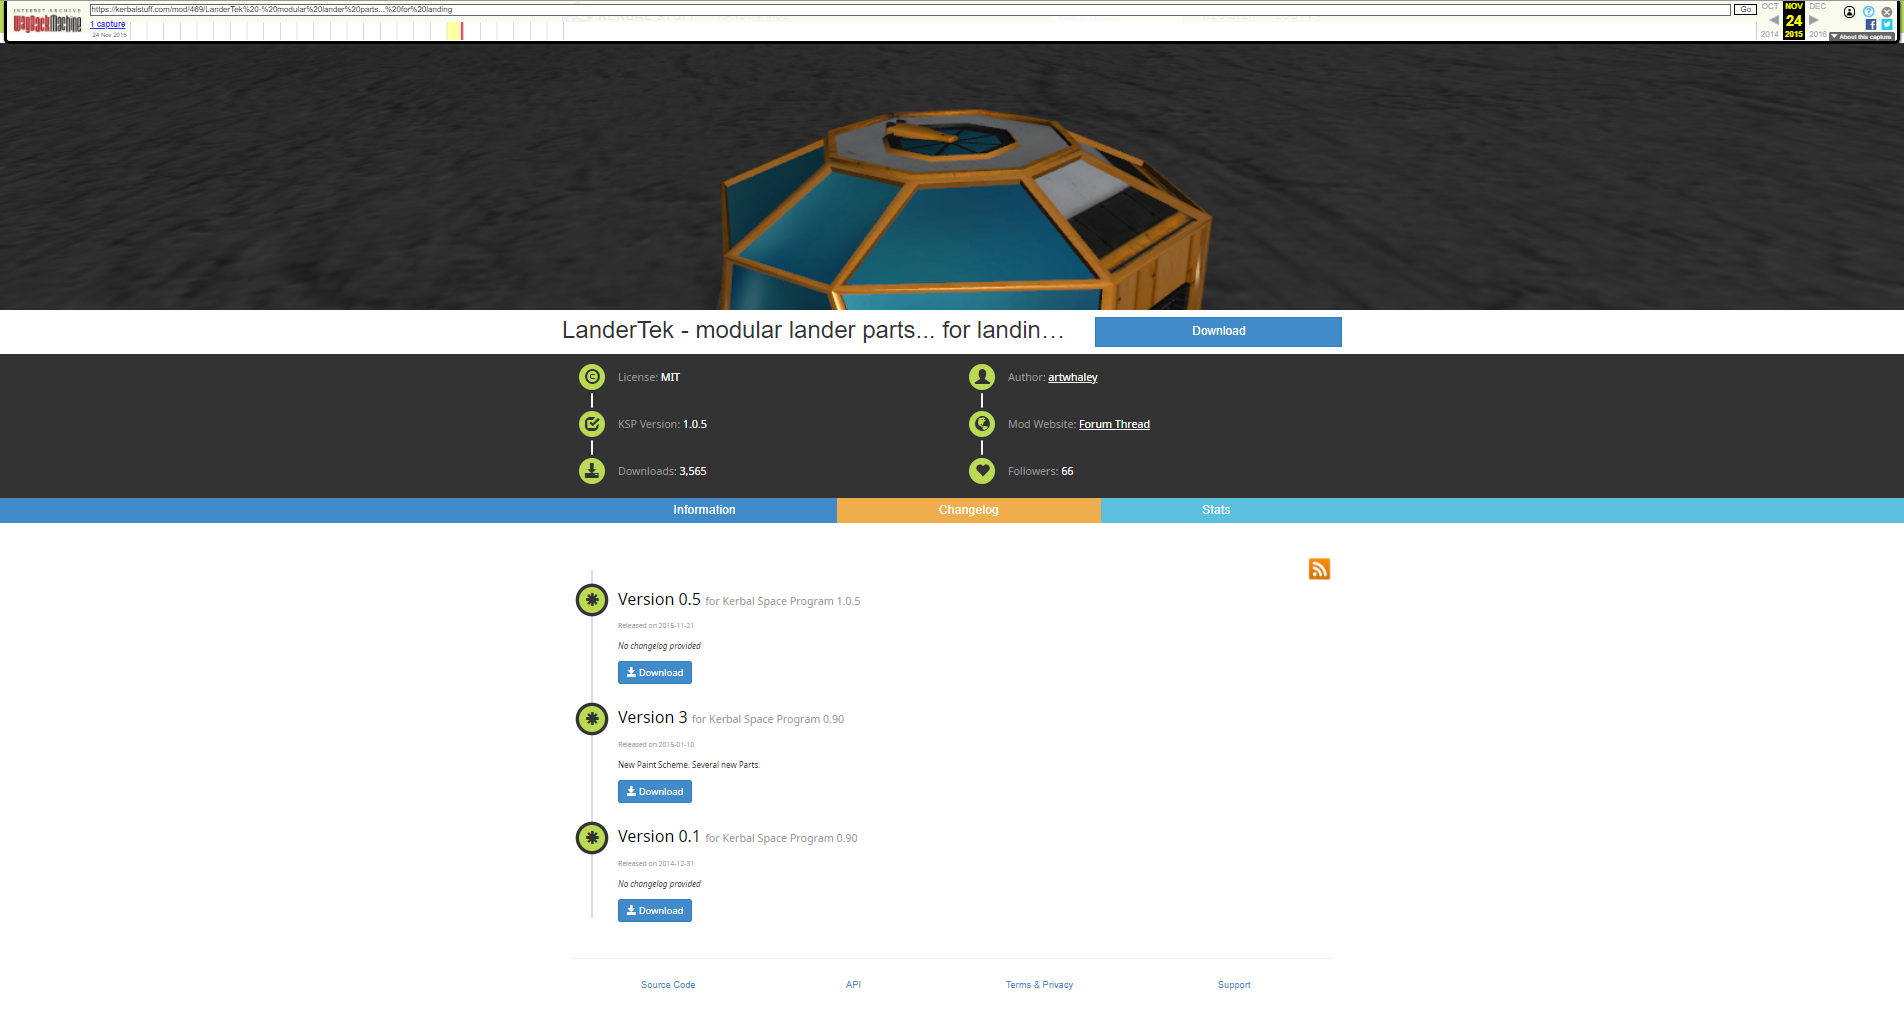 INTERNET ARCHIVE
WayBackMachine
https://kerbalstuff.com/mod/469/LanderTek%20-%20modular%20lander%20parts...%20for%20landing
Go
OCT NOV DEC
1 capture
24
24 Nov 2015
2014 2015 2016
About this capture
LanderTek - modular lander parts... for landin…
Download
License: MIT
Author: artwhaley
KSP Version: 1.0.5
Mod Website: Forum Thread
Downloads: 3,565
Followers: 66
Information
Changelog
Stats
Version 0.5 for Kerbal Space Program 1.0.5
Released on 2015-11-21
No changelog provided
Download
Version 3 for Kerbal Space Program 0.90
Released on 2015-01-10
New Paint Scheme. Several new Parts.
Download
Version 0.1 for Kerbal Space Program 0.90
Released on 2014-12-31
No changelog provided
Download
Source Code
API
Terms & Privacy
Support